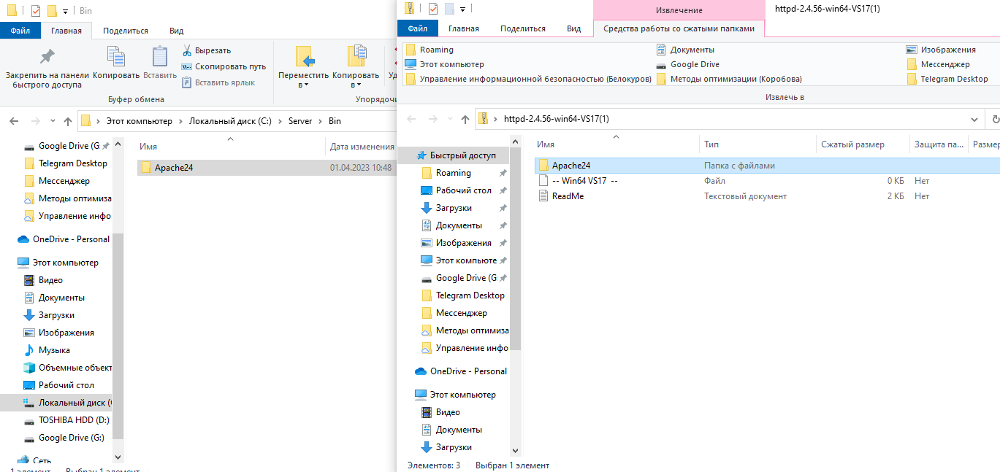 Bin
Файл
Главная
Поделиться
Вид
Закрепить на панели
быстрого доступа
Копировать
Вставить
Вырезать
Скопировать путь
Вставить ярлык
Переместить
в
Копировать
в
Уд
Буфер обмена
Упорядочи
Этот компьютер
Локальный диск (C:)
Server
Bin
Google Drive (G:
Telegram Desktop
Мессенджер
Методы оптимиза
Управление инфо
OneDrive - Personal
Этот компьютер
Видео
Документы
Загрузки
Изображения
Музыка
Объемные объект
Рабочий стол
Локальный диск (C
TOSHIBA HDD (D:)
Google Drive (G:)
Сеть
Имя
Дата изменения
Apache24
01.04.2023 10:48
1 элемент
Выбран 1 элемент
Извлечение
httpd-2.4.56-win64-VS17(1)
Файл
Главная
Поделиться
Вид
Средства работы со сжатыми папками
Roaming
Документы
Изображения
Этот компьютер
Google Drive
Мессенджер
Управление информационной безопасностью (Белокуров)
Методы оптимизации (Коробова)
Telegram Desktop
Извлечь в
httpd-2.4.56-win64-VS17(1)
Быстрый доступ
Roaming
Рабочий стол
Загрузки
Документы
Изображения
Этот компьюте
Google Drive (G:
Telegram Desktop
Мессенджер
Методы оптимиза
Управление инфо
OneDrive - Personal
Этот компьютер
Видео
Документы
Загрузки
Имя
Тип
Сжатый размер
Защита па...
Размер
Apache24
Папка с файлами
-- Win64 VS17 --
Файл
0 КБ
Нет
ReadMe
Текстовый документ
2 КБ
Нет
Элементов: 3
Выбран 1 элемент